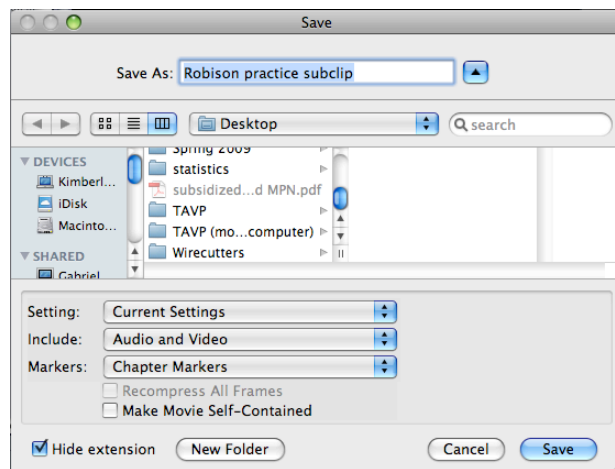 Save
Save As: Robison practice subclip
Desktop
search
DEVICES
Kimberl...
iDisk
Macinto...
SHARED
Gabriel
Spring 2009
statistics
subsidized...d MPN.pdf
TAVP
TAVP (mo...computer)
Wirecutters
Setting: Current Settings
Include: Audio and Video
Markers: Chapter Markers
Recompress All Frames
Make Movie Self-Contained
Hide extension New Folder Cancel Save